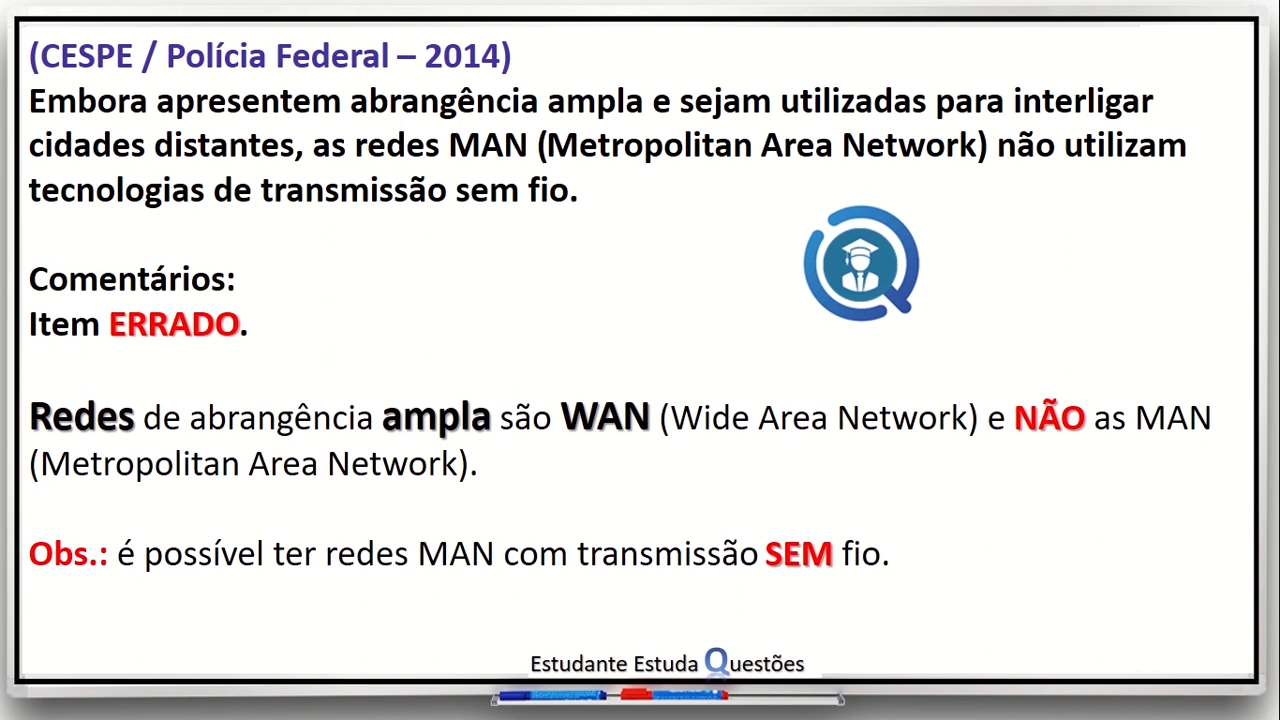 (CESPE / Polícia Federal – 2014)
Embora apresentem abrangência ampla e sejam utilizadas para interligar
cidades distantes, as redes MAN (Metropolitan Area Network) não utilizam
tecnologias de transmissão sem fio.
Comentários:
Item ERRADO.
Redes de abrangência ampla são WAN (Wide Area Network) e NÃO as MAN
(Metropolitan Area Network).
Obs.: é possível ter redes MAN com transmissão SEM fio.
Estudante Estuda Questões